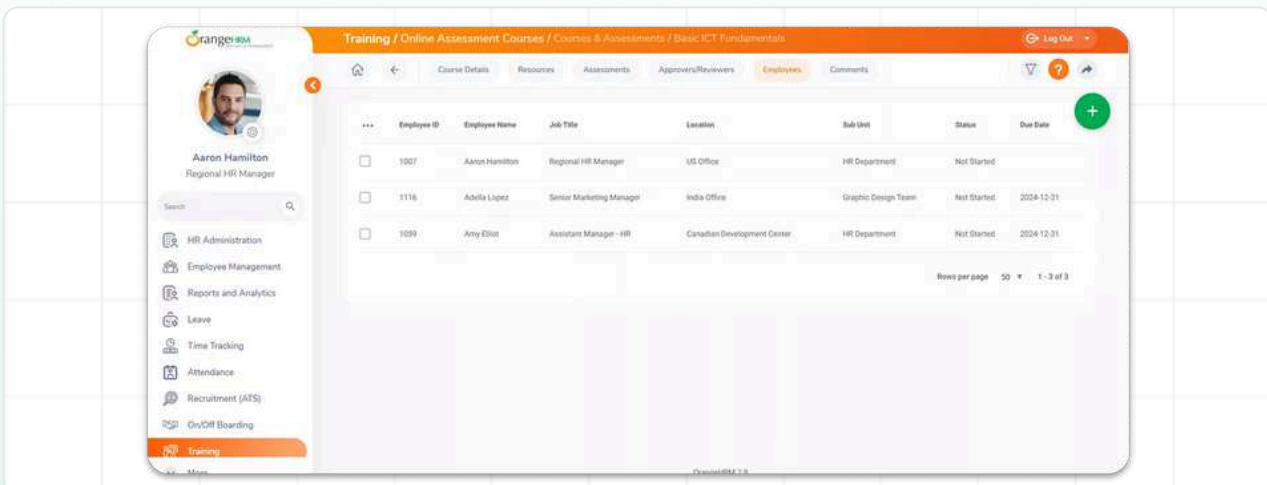 OrangeHRM
Training / Online Assessment Courses / Courses & Assessments / Basic ICT Fundamentals
Log Out
Course Details Resources Assessments Approvers/Reviewers Employees Comments
?
Aaron Hamilton
Regional HR Manager
Search
HR Administration
Employee Management
Reports and Analytics
Leave
Time Tracking
Attendance
Recruitment (ATS)
On/Off Boarding
Training
More
Employee ID Employee Name Job Title Location Sub Unit Status Due Date
1007 Aaron Hamilton Regional HR Manager US Office HR Department Not Started
1116 Adella Lopez Senior Marketing Manager India Office Graphic Design Team Not Started 2024-12-31
1039 Amy Elliot Assistant Manager - HR Canadian Development Center HR Department Not Started 2024-12-31
Rows per page 50 1 - 3 of 3